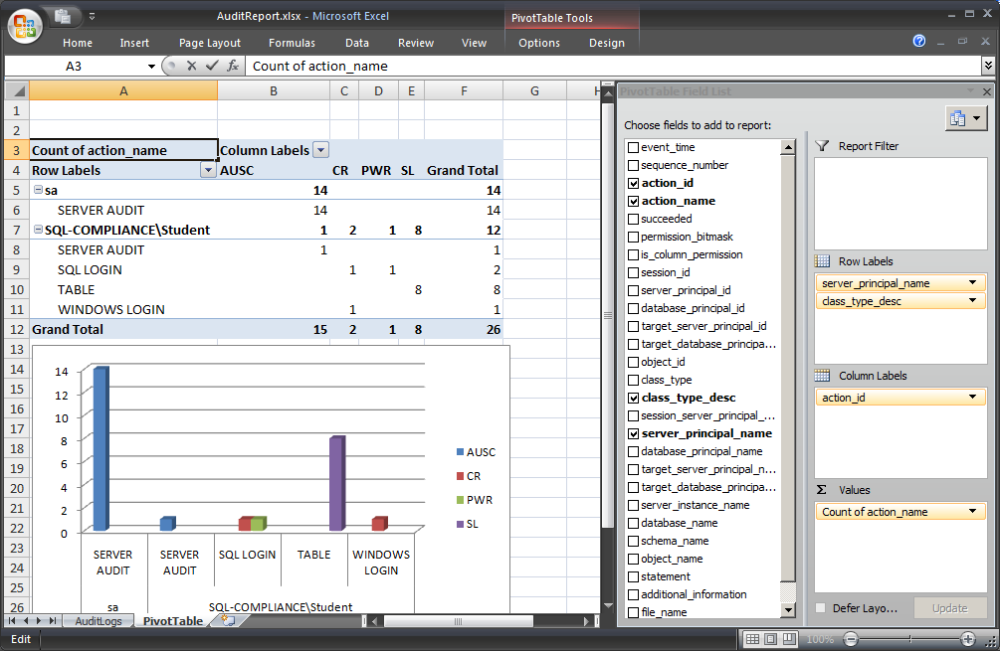 AuditReport.xlsx - Microsoft Excel
PivotTable Tools
Home Insert Page Layout Formulas Data Review View Options Design
A3 fx Count of action_name
A B C D E F G H
1
2
3 Count of action_name Column Labels
4 Row Labels AUSC CR PWR SL Grand Total
5 sa 14 14
6 SERVER AUDIT 14 14
7 SQL-COMPLIANCE\Student 1 2 1 8 12
8 SERVER AUDIT 1 1
9 SQL LOGIN 1 1 2
10 TABLE 8 8
11 WINDOWS LOGIN 1 1
12 Grand Total 15 2 1 8 26
13
14
15
16
17
18
19
20
21
22
23
24
25
26
14
12
10
8
6
4
2
0
AUSC
CR
PWR
SL
SERVER AUDIT
SERVER AUDIT
SQL LOGIN
TABLE
WINDOWS LOGIN
sa
SQL-COMPLIANCE\Student
AuditLogs PivotTable
Edit
100%
PivotTable Field List
Choose fields to add to report:
event_time
sequence_number
action_id
action_name
succeeded
permission_bitmask
is_column_permission
session_id
server_principal_id
database_principal_id
target_server_principal_id
target_database_principa...
object_id
class_type
class_type_desc
session_server_principal_...
server_principal_name
database_principal_name
target_server_principal_n...
target_database_principa...
server_instance_name
database_name
schema_name
object_name
statement
additional_information
file_name
Report Filter
Row Labels
server_principal_name
class_type_desc
Column Labels
action_id
Σ Values
Count of action_name
Defer Layo... Update